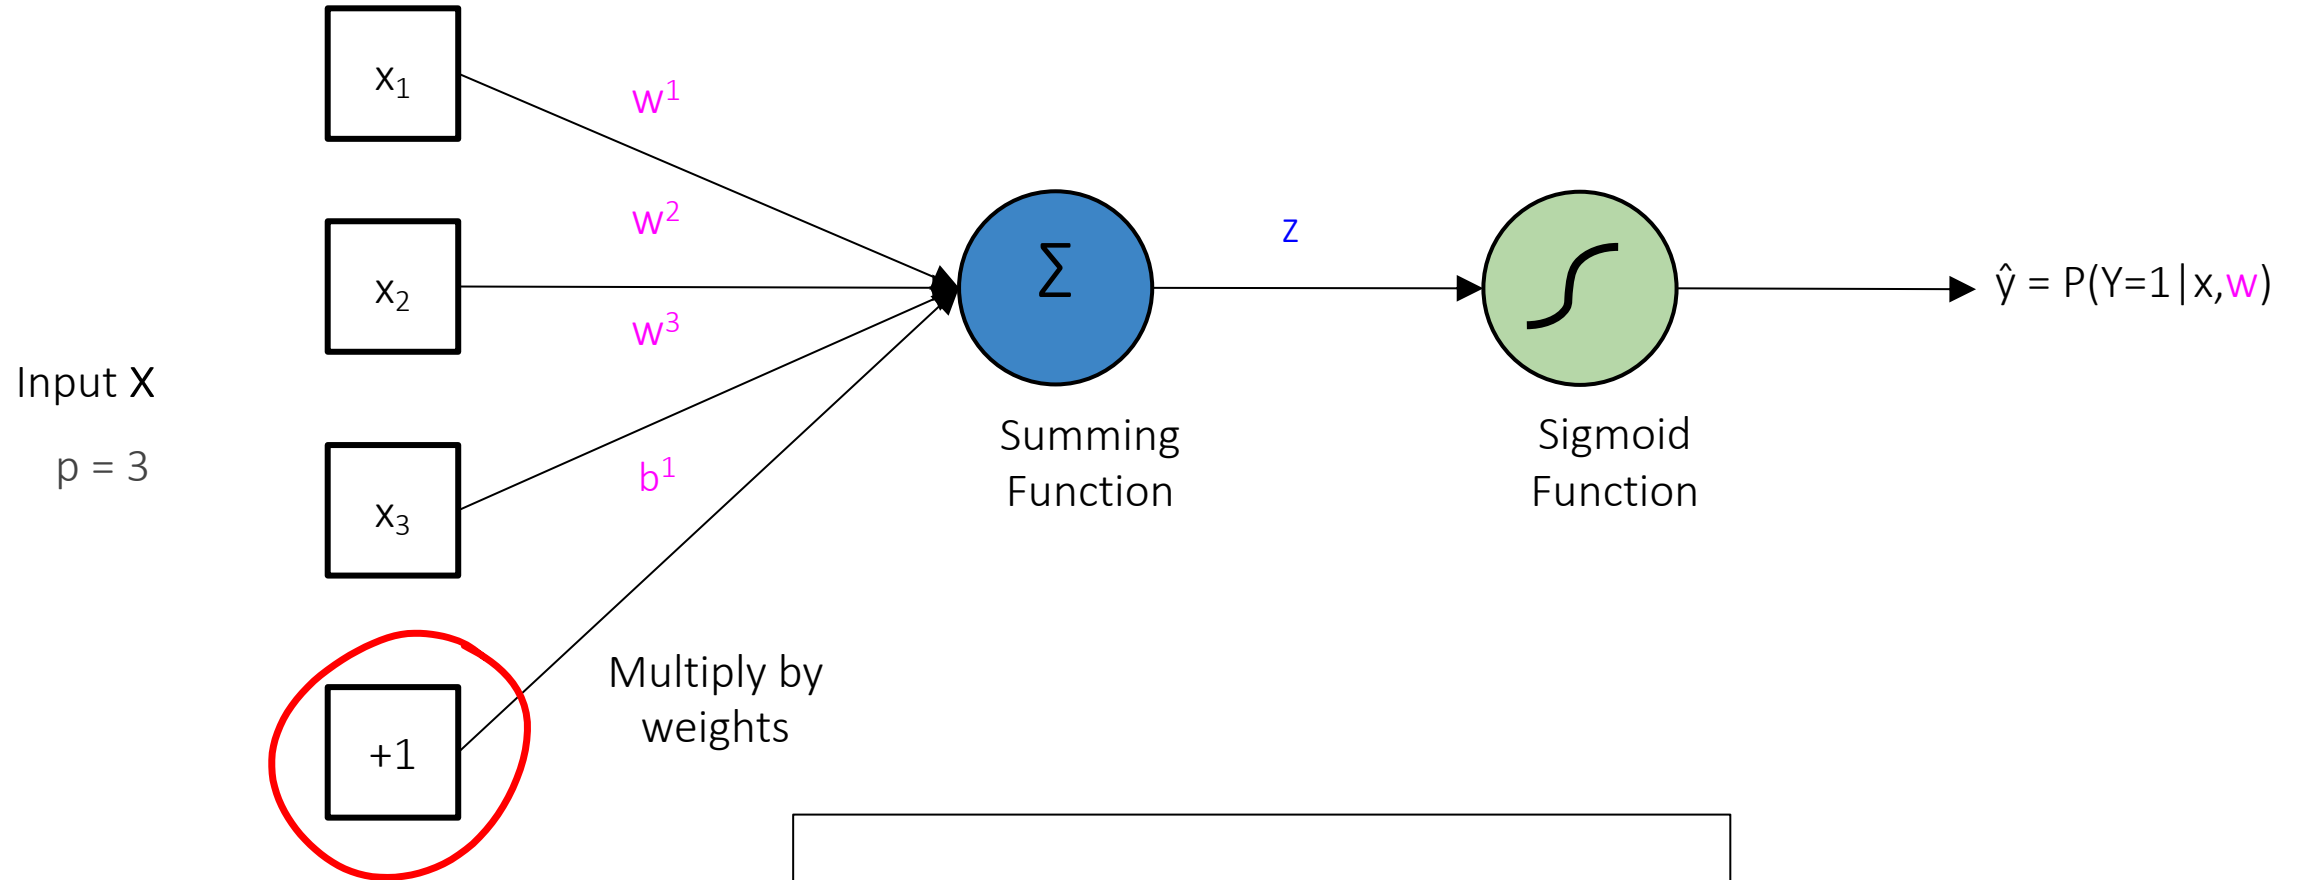 x₁
w¹
w²
x₂
w³
Σ
z
ŷ = P(Y=1|x,w)
Input X
p = 3
x₃
b¹
Summing
Function
Sigmoid
Function
Multiply by
weights
+1